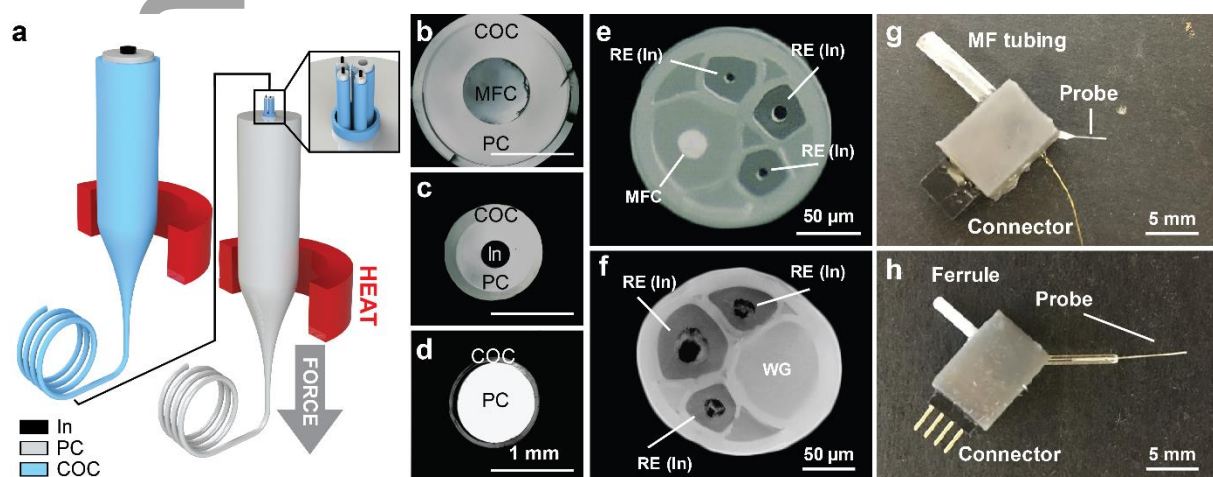 a
HEAT
FORCE
In
PC
COC
b
COC
MFC
PC
c
COC
In
PC
d
COC
PC
1 mm
e
RE (In)
RE (In)
RE (In)
MFC
50 µm
f
RE (In)
RE (In)
WG
RE (In)
50 µm
g
MF tubing
Probe
Connector
5 mm
h
Ferrule
Probe
Connector
5 mm